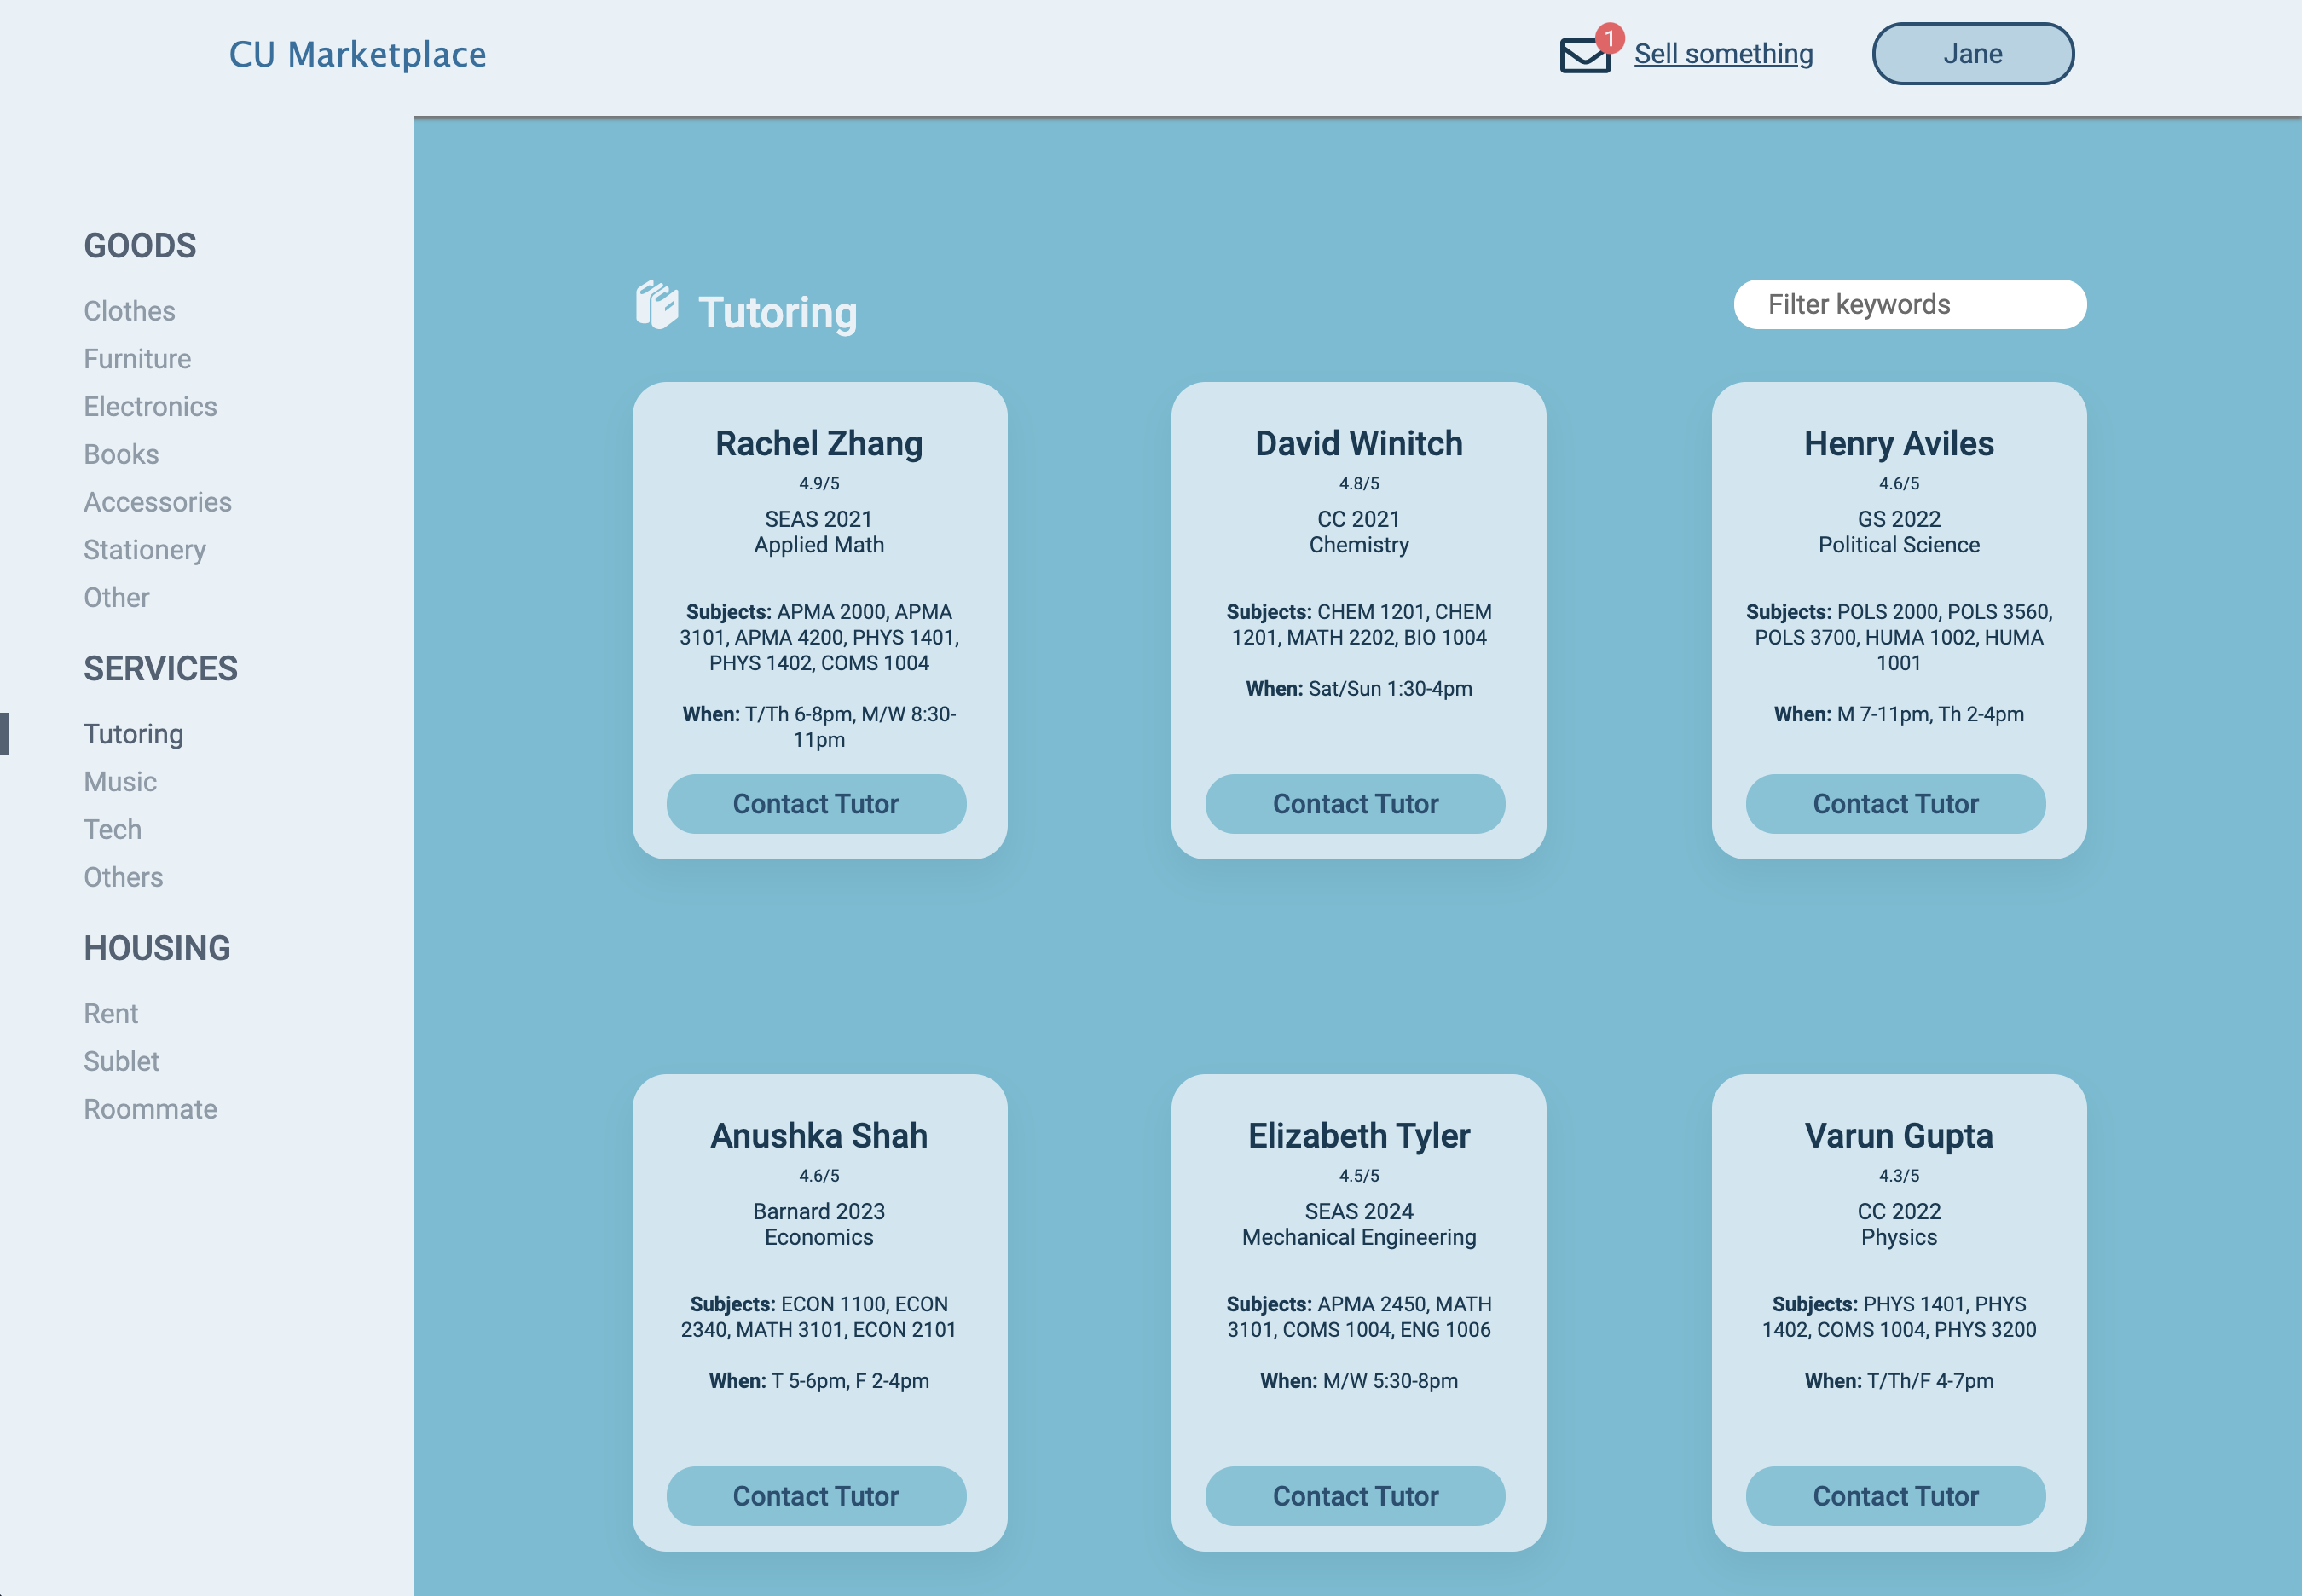 CU Marketplace
1
Sell something
Jane
GOODS
Clothes
Furniture
Electronics
Books
Accessories
Stationery
Other
SERVICES
Tutoring
Music
Tech
Others
HOUSING
Rent
Sublet
Roommate
Tutoring
Filter keywords
Rachel Zhang
4.9/5
SEAS 2021
Applied Math
Subjects: APMA 2000, APMA
3101, APMA 4200, PHYS 1401,
PHYS 1402, COMS 1004
When: T/Th 6-8pm, M/W 8:30-
11pm
Contact Tutor
David Winitch
4.8/5
CC 2021
Chemistry
Subjects: CHEM 1201, CHEM
1201, MATH 2202, BIO 1004
When: Sat/Sun 1:30-4pm
Contact Tutor
Henry Aviles
4.6/5
GS 2022
Political Science
Subjects: POLS 2000, POLS 3560,
POLS 3700, HUMA 1002, HUMA
1001
When: M 7-11pm, Th 2-4pm
Contact Tutor
Anushka Shah
4.6/5
Barnard 2023
Economics
Subjects: ECON 1100, ECON
2340, MATH 3101, ECON 2101
When: T 5-6pm, F 2-4pm
Contact Tutor
Elizabeth Tyler
4.5/5
SEAS 2024
Mechanical Engineering
Subjects: APMA 2450, MATH
3101, COMS 1004, ENG 1006
When: M/W 5:30-8pm
Contact Tutor
Varun Gupta
4.3/5
CC 2022
Physics
Subjects: PHYS 1401, PHYS
1402, COMS 1004, PHYS 3200
When: T/Th/F 4-7pm
Contact Tutor